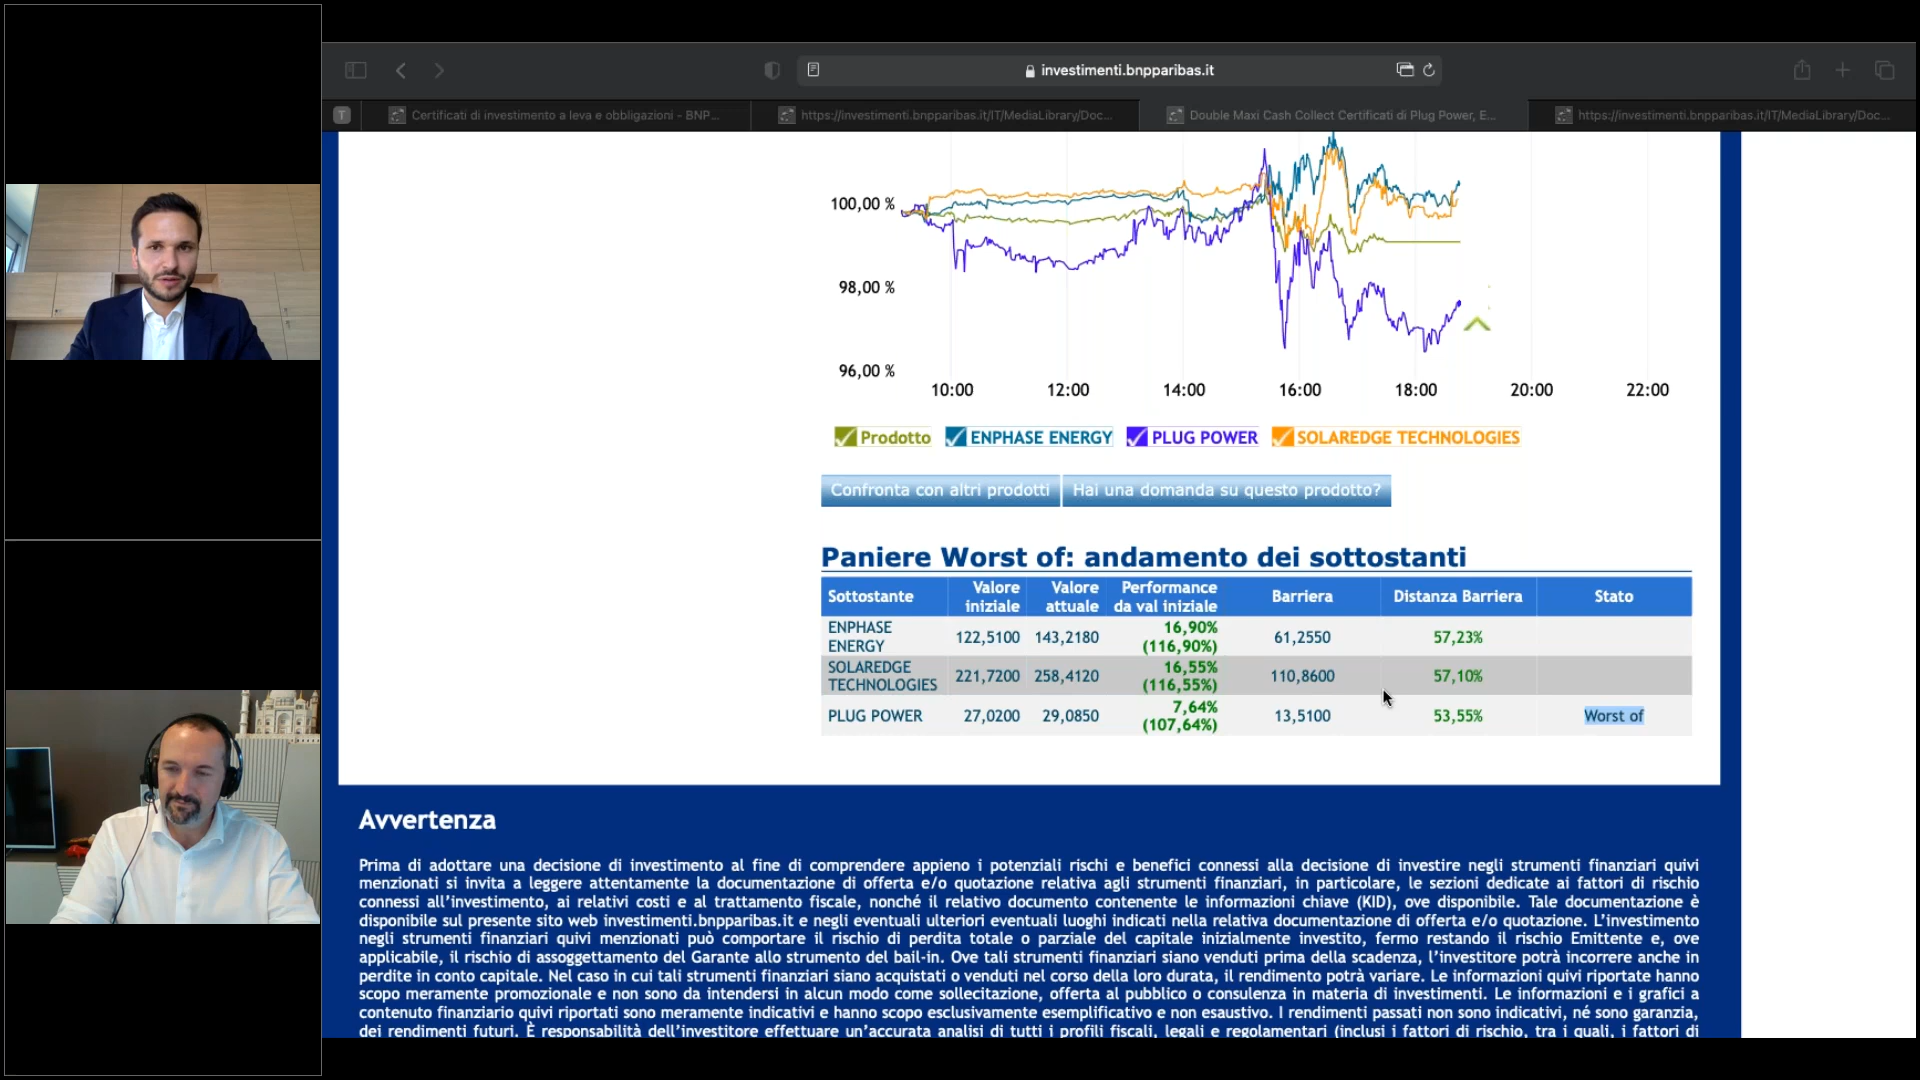 investimenti.bnpparibas.it
T
Certificati di investimento a leva e obbligazioni - BNP...
https://investimenti.bnpparibas.it/IT/MediaLibrary/Doc...
Double Maxi Cash Collect Certificati di Plug Power, E...
https://investimenti.bnpparibas.it/IT/MediaLibrary/Doc...
100,00 %
98,00 %
96,00 %
10:00 12:00 14:00 16:00 18:00 20:00 22:00
Prodotto ENPHASE ENERGY PLUG POWER SOLAREDGE TECHNOLOGIES
Confronta con altri prodotti Hai una domanda su questo prodotto?
Paniere Worst of: andamento dei sottostanti
Sottostante Valore iniziale Valore attuale Performance da val iniziale Barriera Distanza Barriera Stato
ENPHASE ENERGY 122,5100 143,2180 16,90% (116,90%) 61,2550 57,23%
SOLAREDGE TECHNOLOGIES 221,7200 258,4120 16,55% (116,55%) 110,8600 57,10%
PLUG POWER 27,0200 29,0850 7,64% (107,64%) 13,5100 53,55% Worst of
Avvertenza
Prima di adottare una decisione di investimento al fine di comprendere appieno i potenziali rischi e benefici connessi alla decisione di investire negli strumenti finanziari quivi
menzionati si invita a leggere attentamente la documentazione di offerta e/o quotazione relativa agli strumenti finanziari, in particolare, le sezioni dedicate ai fattori di rischio
connessi all'investimento, ai relativi costi e al trattamento fiscale, nonché il relativo documento contenente le informazioni chiave (KID), ove disponibile. Tale documentazione è
disponibile sul presente sito web investimenti.bnpparibas.it e negli eventuali ulteriori eventuali luoghi indicati nella relativa documentazione di offerta e/o quotazione. L'investimento
negli strumenti finanziari quivi menzionati può comportare il rischio di perdita totale o parziale del capitale inizialmente investito, fermo restando il rischio Emittente e, ove
applicabile, il rischio di assoggettamento del Garante allo strumento del bail-in. Ove tali strumenti finanziari siano venduti prima della scadenza, l'investitore potrà incorrere anche in
perdite in conto capitale. Nel caso in cui tali strumenti finanziari siano acquistati o venduti nel corso della loro durata, il rendimento potrà variare. Le informazioni quivi riportate hanno
scopo meramente promozionale e non sono da intendersi in alcun modo come sollecitazione, offerta al pubblico o consulenza in materia di investimenti. Le informazioni e i grafici a
contenuto finanziario quivi riportati sono meramente indicativi e hanno scopo esclusivamente esemplificativo e non esaustivo. I rendimenti passati non sono indicativi, né sono garanzia,
dei rendimenti futuri. È responsabilità dell'investitore effettuare un'accurata analisi di tutti i profili fiscali, legali e regolamentari (inclusi i fattori di rischio, tra i quali, i fattori di